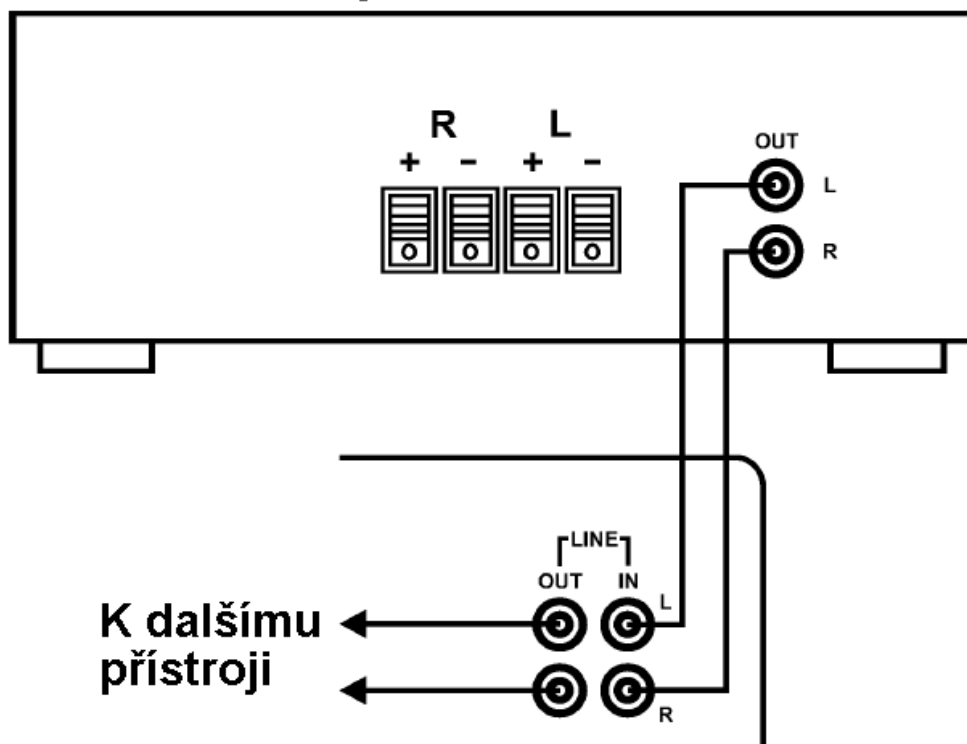 R L
+ - + -
OUT
L
R
LINE
OUT IN
L
K dalšímu
přístroji
R